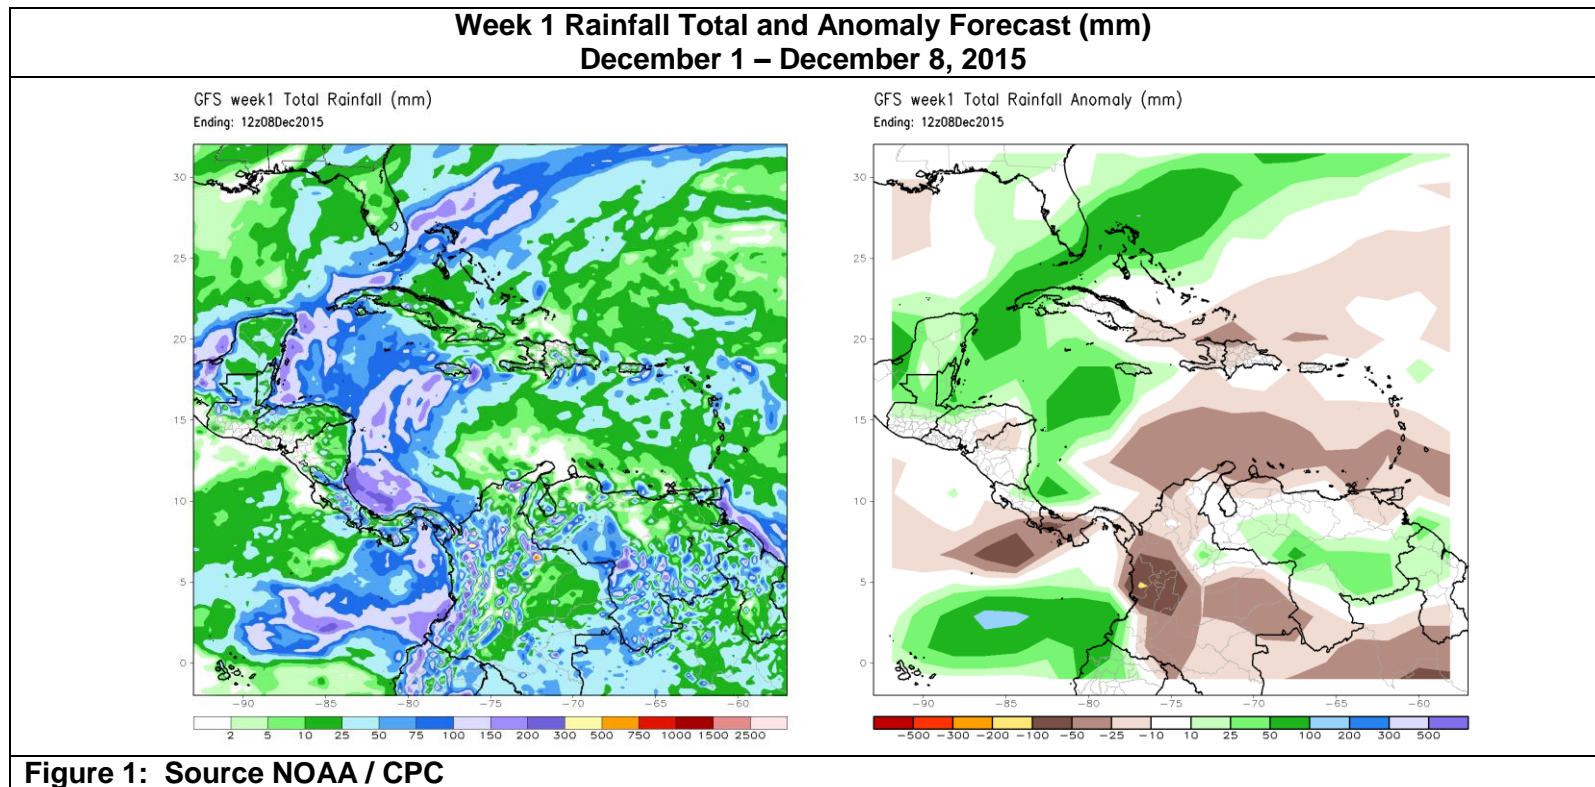 Week 1 Rainfall Total and Anomaly Forecast (mm)
December 1 – December 8, 2015
GFS week1 Total Rainfall (mm)
Ending: 12z08Dec2015
30
25
20
15
10
5
0
−90 −85 −80 −75 −70 −65 −60
2 5 10 25 50 75 100 150 200 300 500 750 1000 1500 2500
GFS week1 Total Rainfall Anomaly (mm)
Ending: 12z08Dec2015
30
25
20
15
10
5
0
−90 −85 −80 −75 −70 −65 −60
−500 −300 −200 −100 −50 −25 −10 10 25 50 100 200 300 500
Figure 1: Source NOAA / CPC